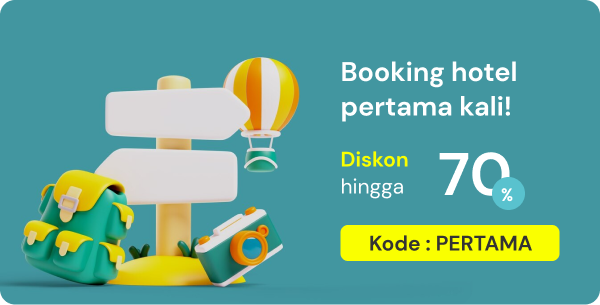 Booking hotel
pertama kali!
Diskon
hingga
70%
Kode : PERTAMA